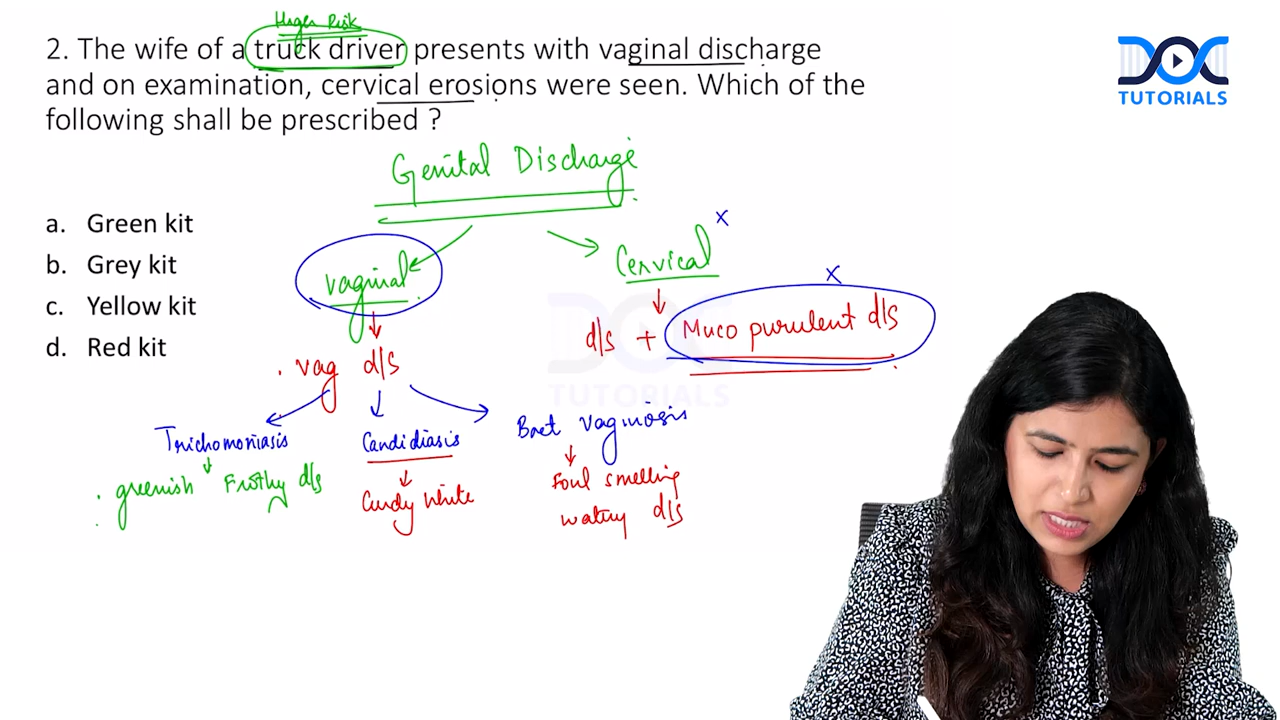 Higer Risk
2. The wife of a truck driver presents with vaginal discharge
and on examination, cervical erosions were seen. Which of the
following shall be prescribed ?
DOC
TUTORIALS
Genital Discharge
a. Green kit
b. Grey kit
c. Yellow kit
d. Red kit
Vaginal
Cervical x
x
d/s + Muco purulent d/s
vag d/s
TUTORIALS
Trichomoniasis
Candidiasis
Bact vaginosis
greenish Frothy d/s
Curdy White
Foul smelling
watery d/s